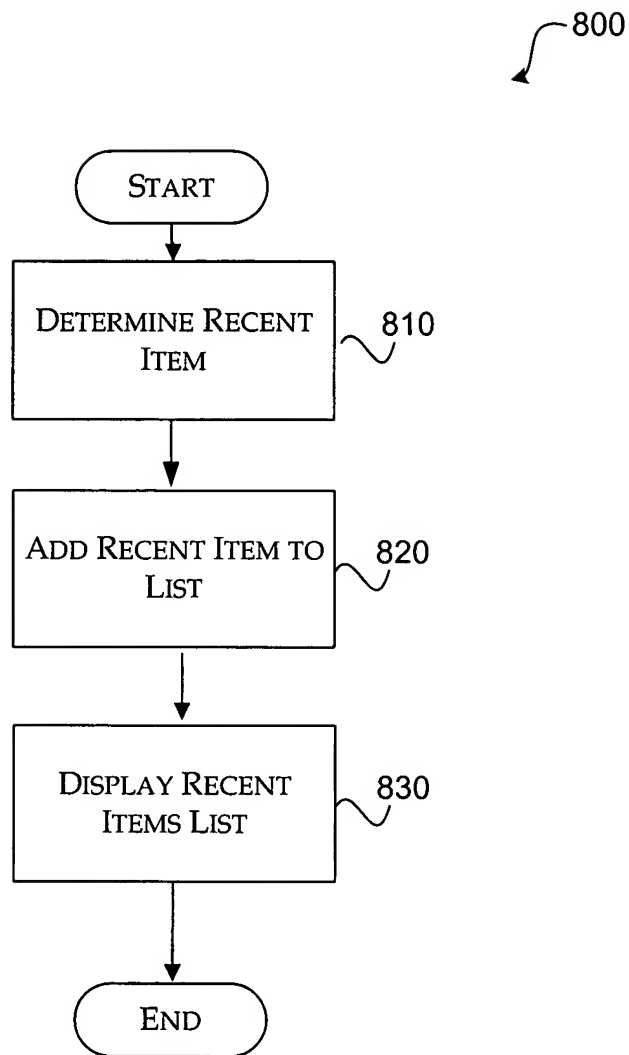 800
START
DETERMINE RECENT
ITEM
810
ADD RECENT ITEM TO
LIST
820
DISPLAY RECENT
ITEMS LIST
830
END